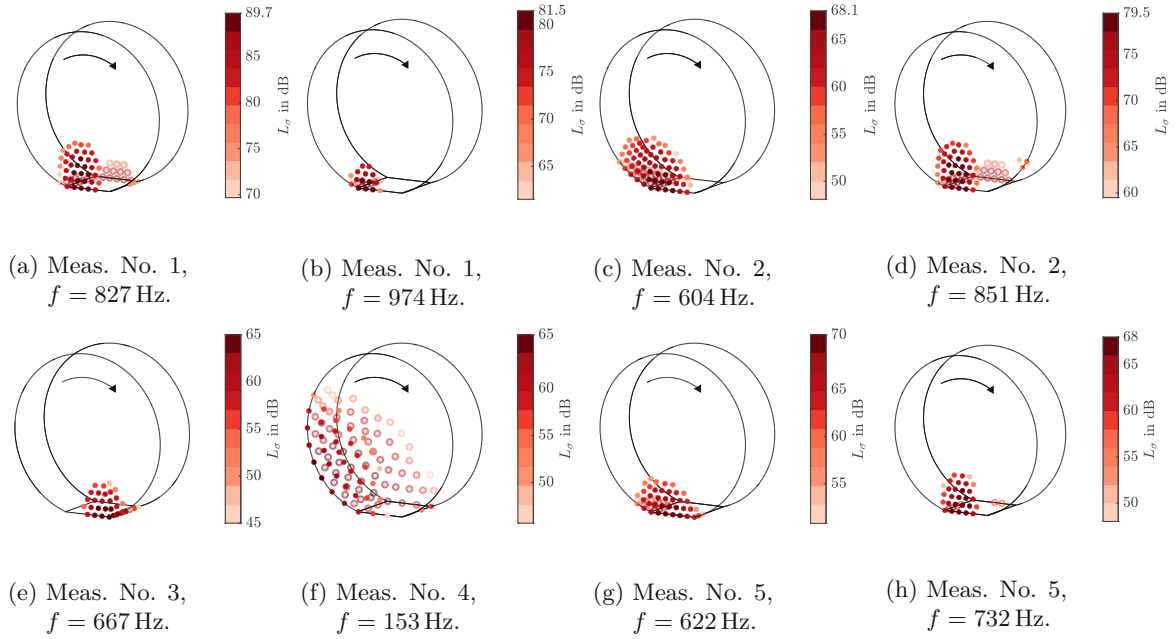 89.7
85
80
75
70
L_σ in dB
(a) Meas. No. 1,
f = 827 Hz.
81.5
80
75
70
65
L_σ in dB
(b) Meas. No. 1,
f = 974 Hz.
68.1
65
60
55
50
L_σ in dB
(c) Meas. No. 2,
f = 604 Hz.
79.5
75
70
65
60
L_σ in dB
(d) Meas. No. 2,
f = 851 Hz.
65
60
55
50
45
L_σ in dB
(e) Meas. No. 3,
f = 667 Hz.
65
60
55
50
L_σ in dB
(f) Meas. No. 4,
f = 153 Hz.
70
65
60
55
L_σ in dB
(g) Meas. No. 5,
f = 622 Hz.
68
65
60
55
50
L_σ in dB
(h) Meas. No. 5,
f = 732 Hz.